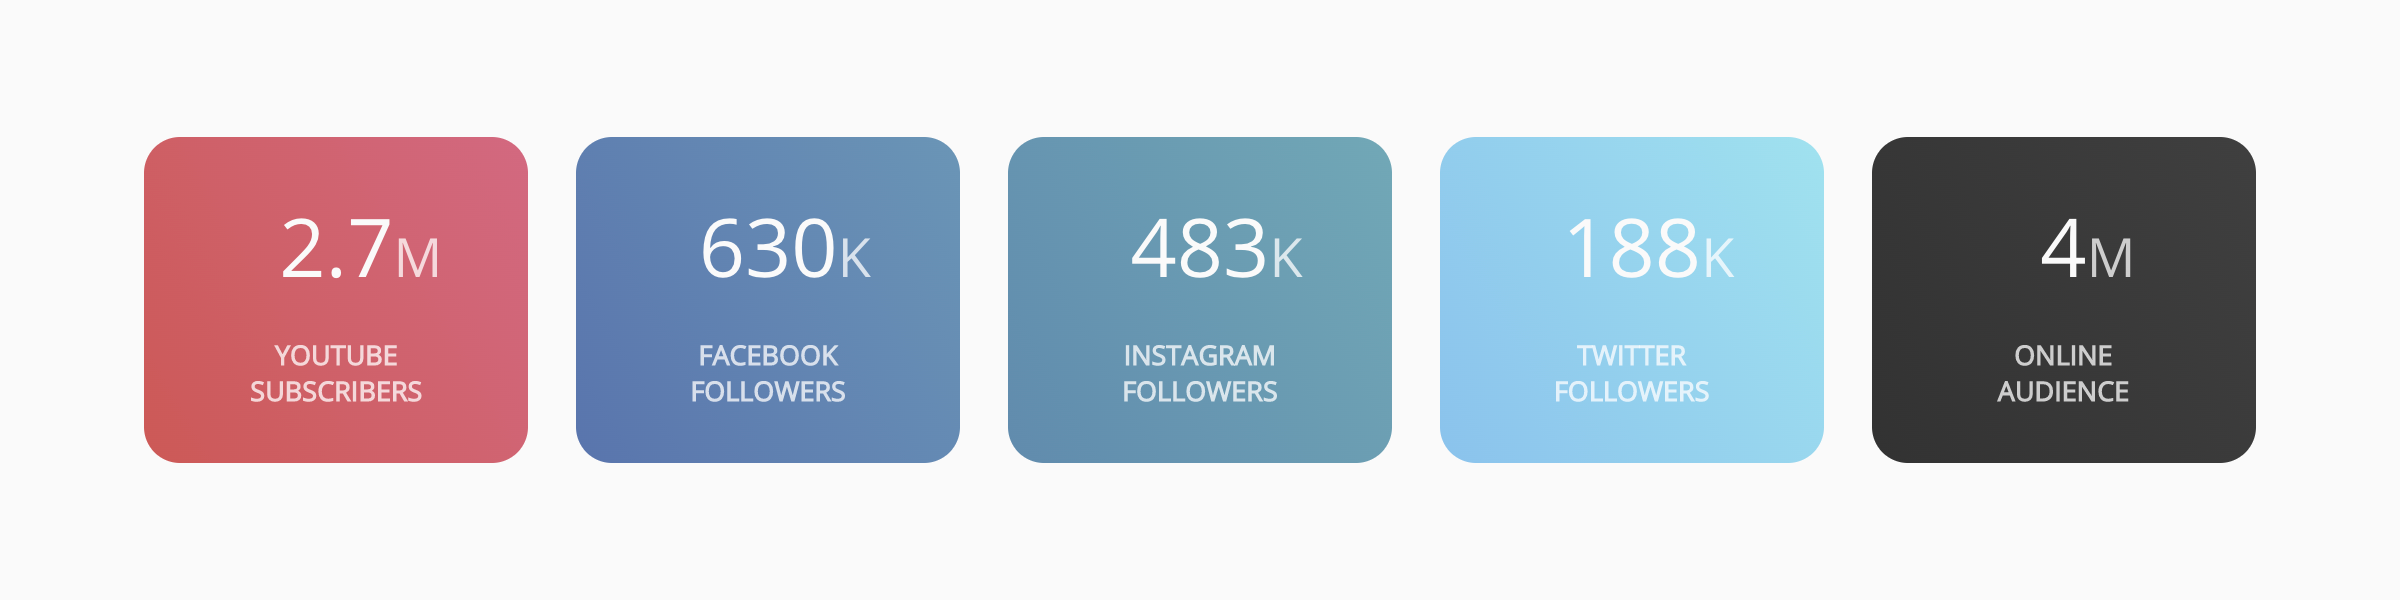 2.7M
YOUTUBE
SUBSCRIBERS
630K
FACEBOOK
FOLLOWERS
483K
INSTAGRAM
FOLLOWERS
188K
TWITTER
FOLLOWERS
4M
ONLINE
AUDIENCE